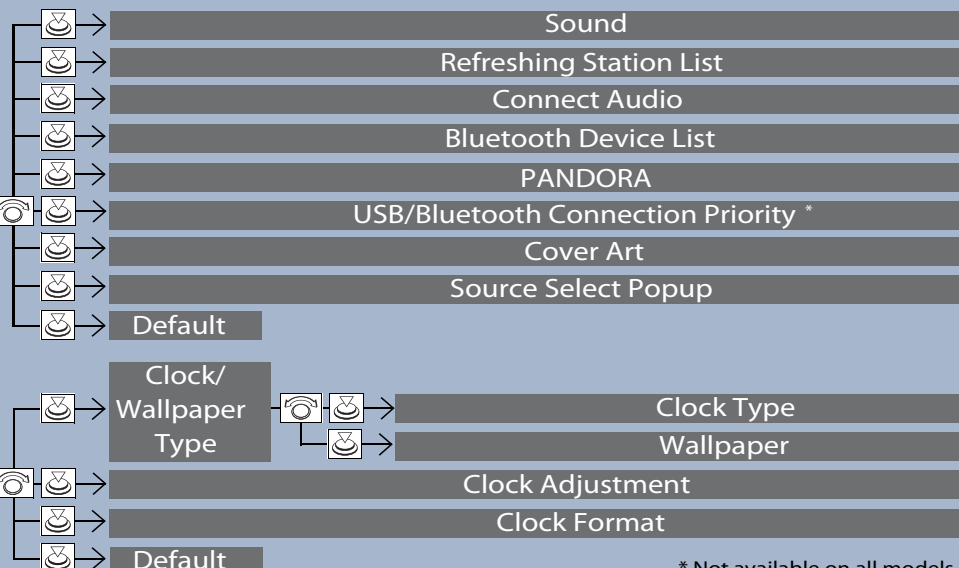 Sound
Refreshing Station List
Connect Audio
Bluetooth Device List
PANDORA
USB/Bluetooth Connection Priority *
Cover Art
Source Select Popup
Default
Clock/
Wallpaper
Type
Clock Type
Wallpaper
Clock Adjustment
Clock Format
Default
* Not available on all models